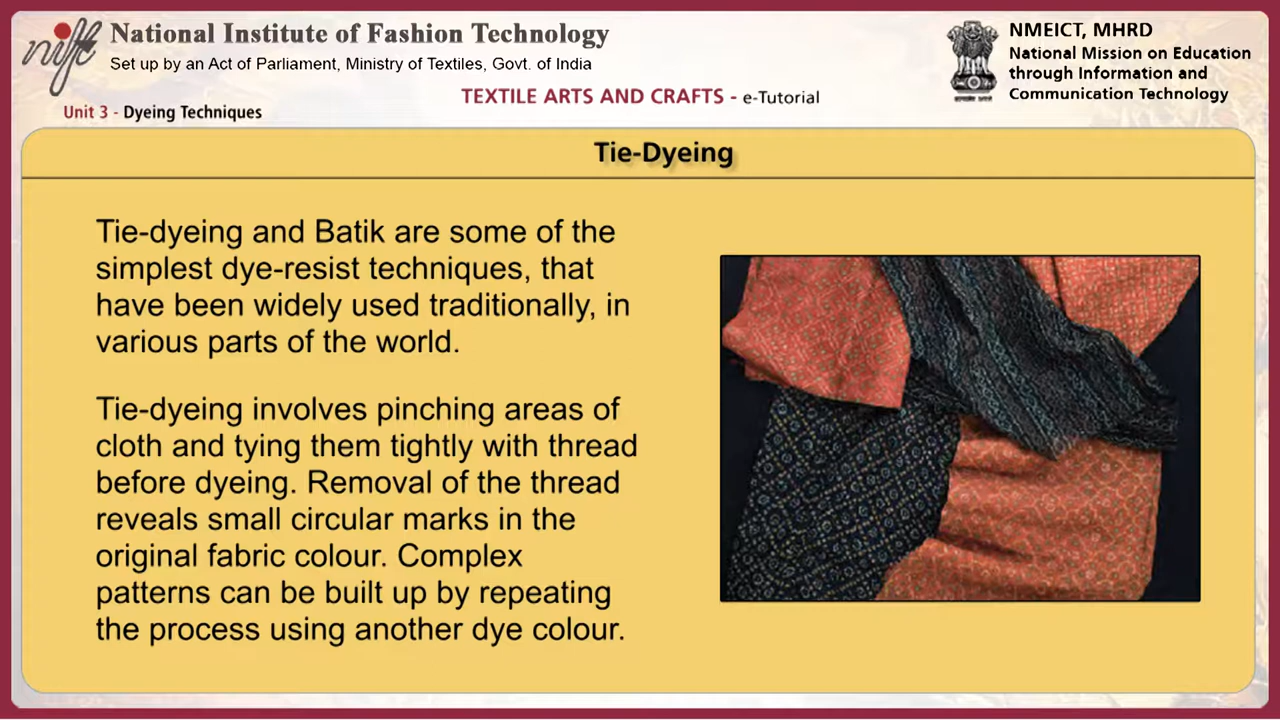 nift
National Institute of Fashion Technology
Set up by an Act of Parliament, Ministry of Textiles, Govt. of India
NMEICT, MHRD
National Mission on Education
through Information and
Communication Technology
TEXTILE ARTS AND CRAFTS - e-Tutorial
Unit 3 - Dyeing Techniques
Tie-Dyeing
Tie-dyeing and Batik are some of the
simplest dye-resist techniques, that
have been widely used traditionally, in
various parts of the world.
Tie-dyeing involves pinching areas of
cloth and tying them tightly with thread
before dyeing. Removal of the thread
reveals small circular marks in the
original fabric colour. Complex
patterns can be built up by repeating
the process using another dye colour.